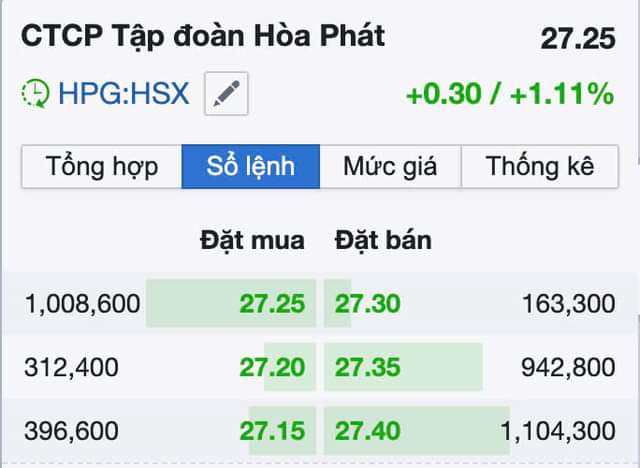 CTCP Tập đoàn Hòa Phát 27.25
HPG:HSX +0.30 / +1.11%
Tổng hợp Sổ lệnh Mức giá Thống kê
Đặt mua Đặt bán
1,008,600 27.25 27.30 163,300
312,400 27.20 27.35 942,800
396,600 27.15 27.40 1,104,300